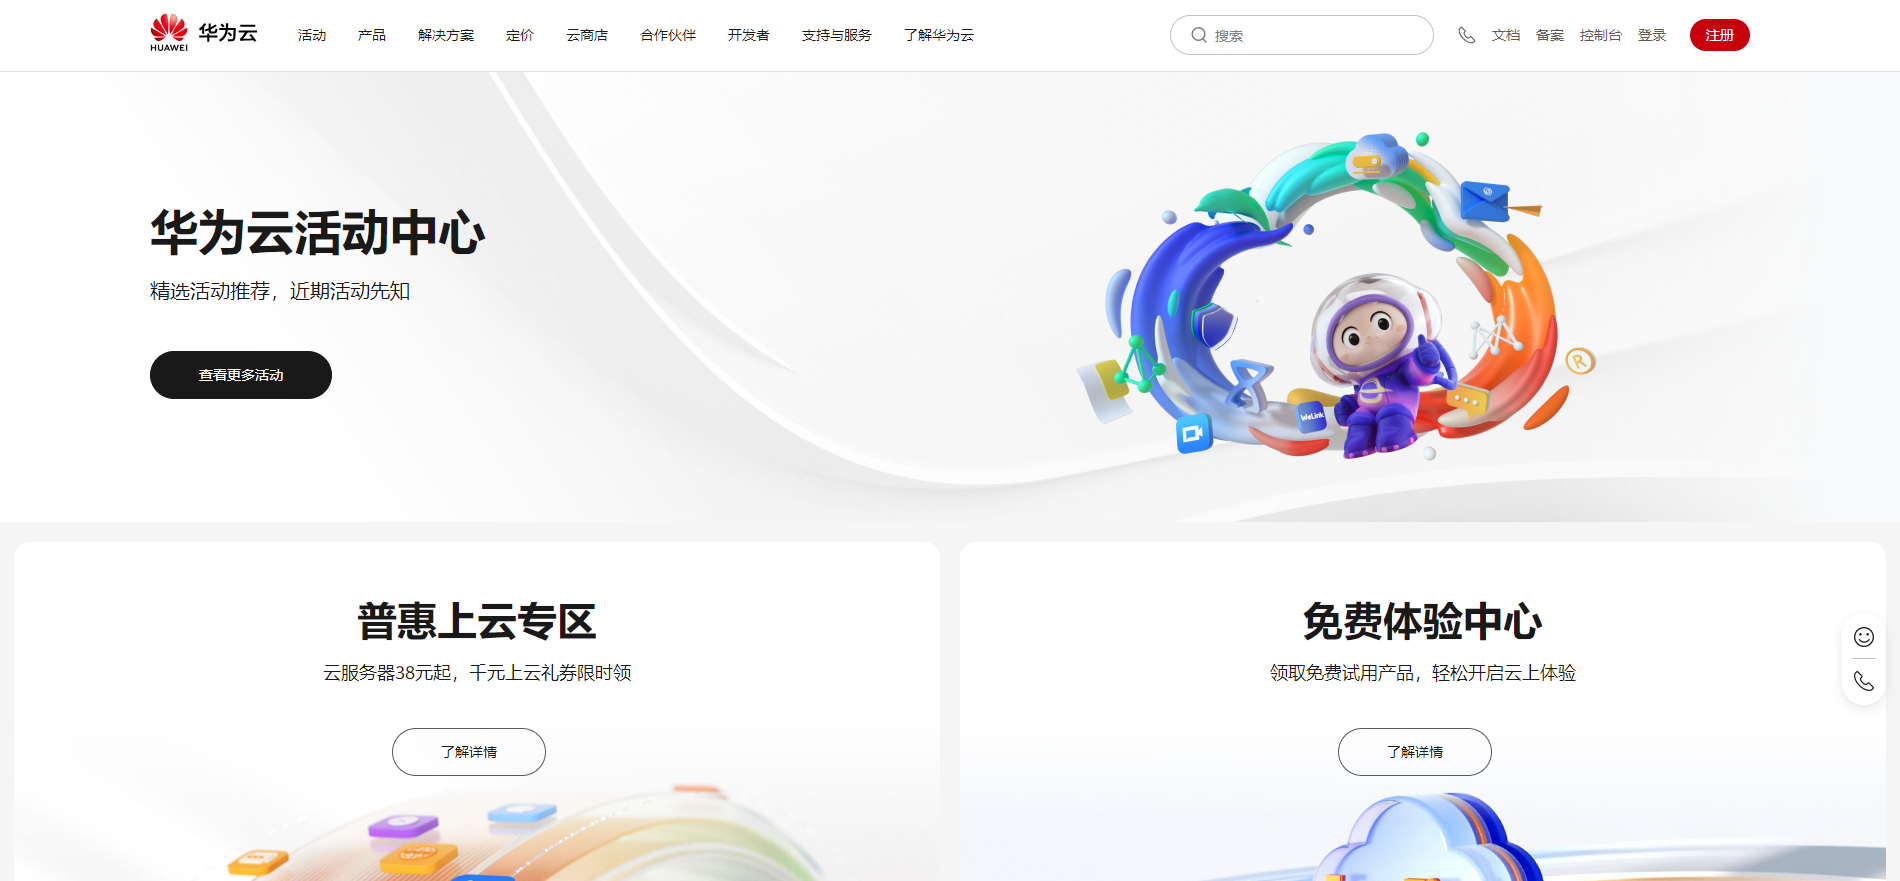 HUAWEI
华为云
活动
产品
解决方案
定价
云商店
合作伙伴
开发者
支持与服务
了解华为云
搜索
文档
备案
控制台
登录
注册
华为云活动中心
精选活动推荐，近期活动先知
查看更多活动
R
WeLink
普惠上云专区
云服务器38元起，千元上云礼券限时领
了解详情
免费体验中心
领取免费试用产品，轻松开启云上体验
了解详情